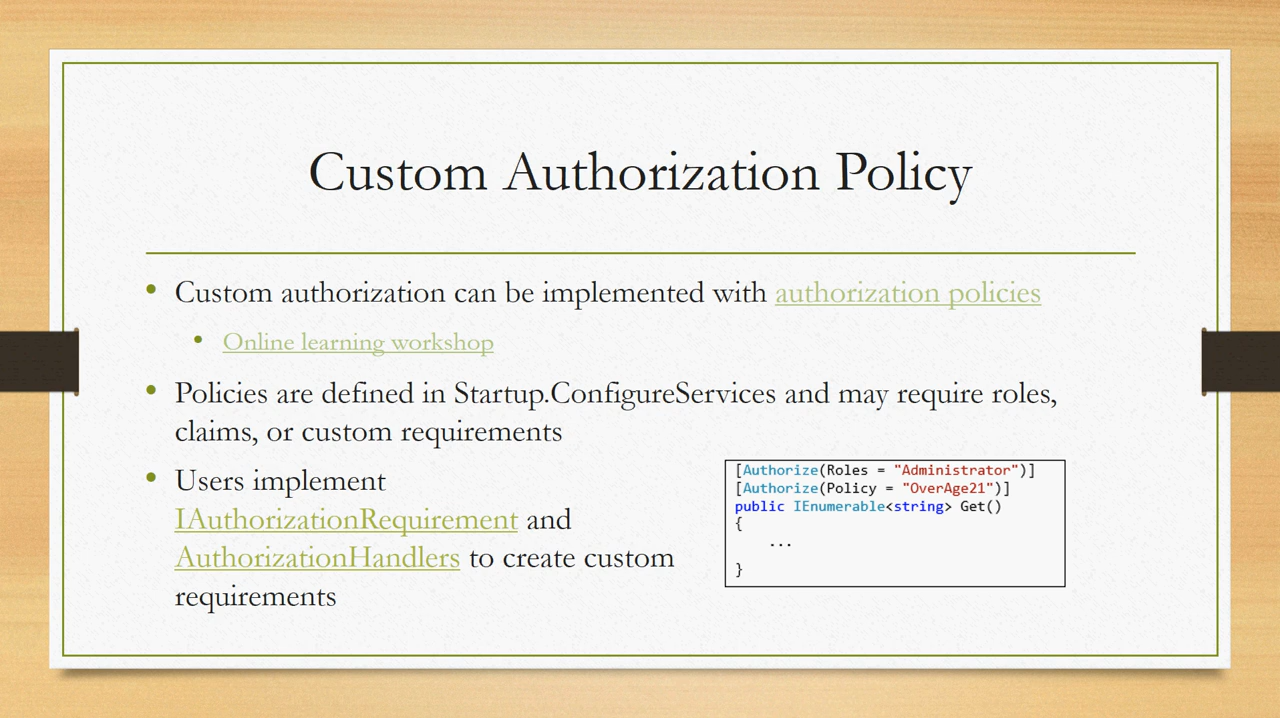 Custom Authorization Policy
• Custom authorization can be implemented with authorization policies
• Online learning workshop
• Policies are defined in Startup.ConfigureServices and may require roles,
claims, or custom requirements
• Users implement
IAuthorizationRequirement and
AuthorizationHandlers to create custom
requirements
[Authorize(Roles = "Administrator")]
[Authorize(Policy = "OverAge21")]
public IEnumerable<string> Get()
{
...
}